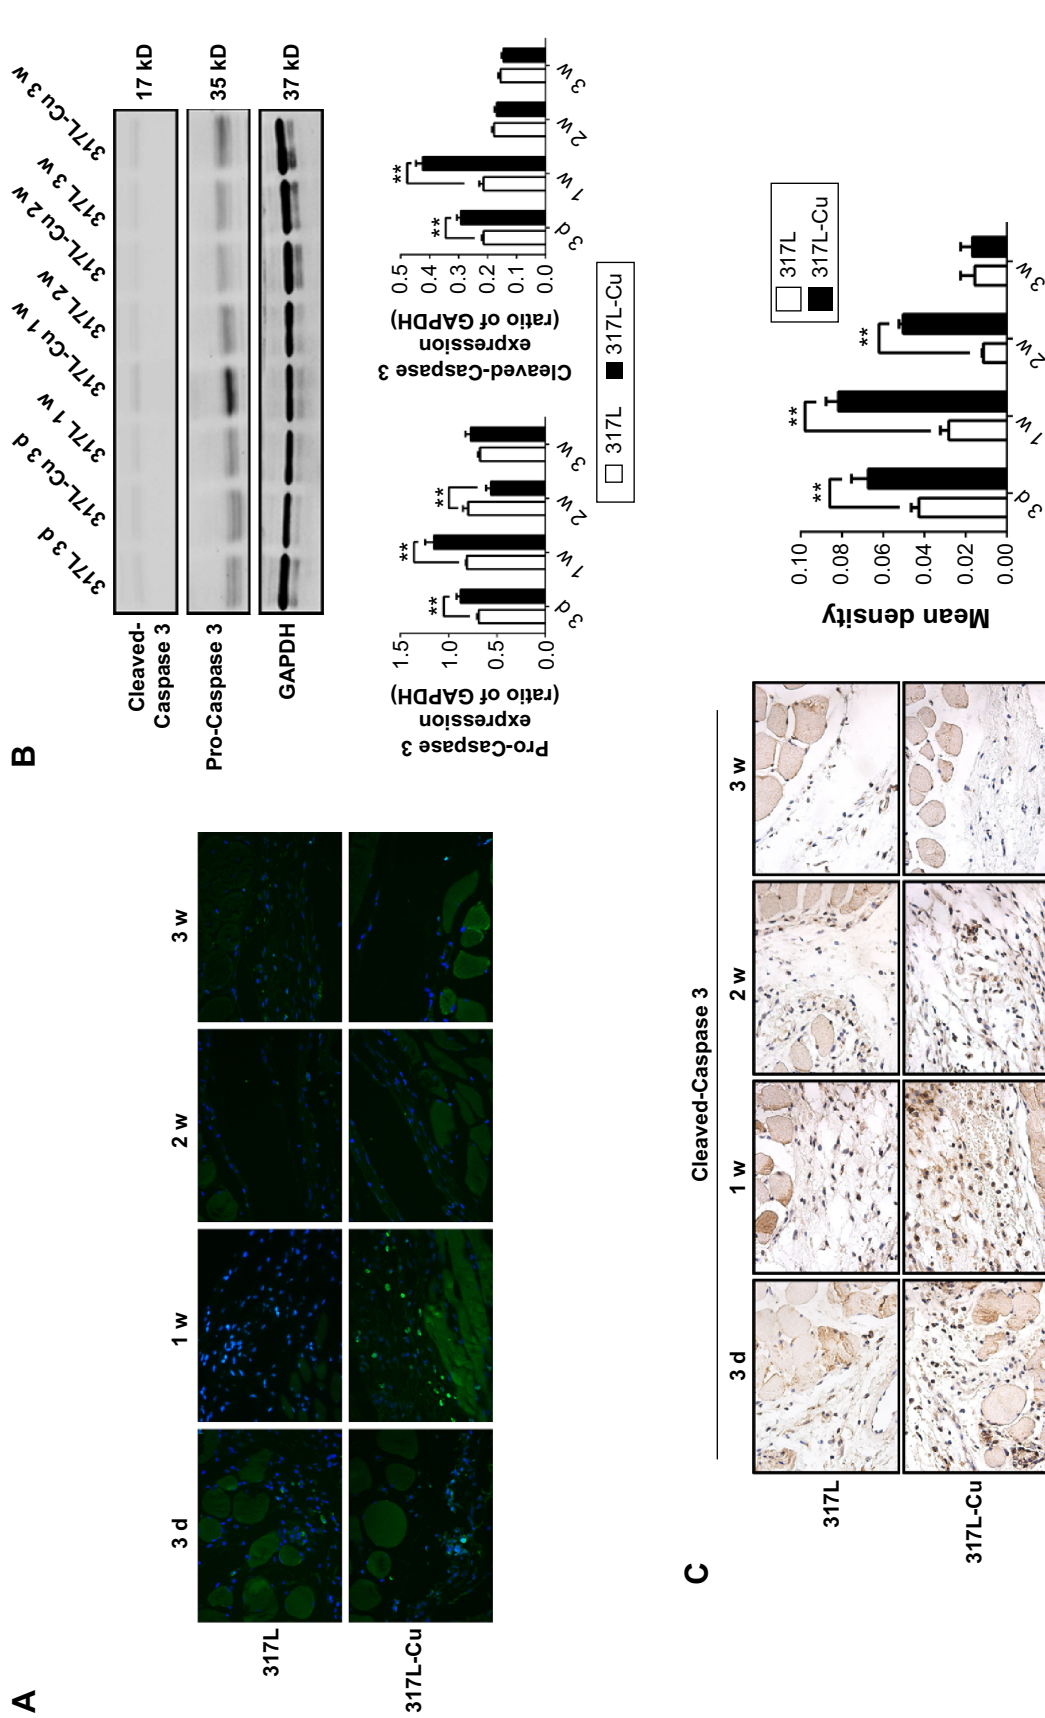 A
3 d
1 w
2 w
3 w
317L
317L-Cu
B
317L 3 d
317L-Cu 3 d
317L 1 w
317L-Cu 1 w
317L 2 w
317L-Cu 2 w
317L 3 w
317L-Cu 3 w
Cleaved-
Caspase 3
17 kD
Pro-Caspase 3
35 kD
GAPDH
37 kD
Pro-Caspase 3
expression
(ratio of GAPDH)
1.5
1.0
0.5
0.0
**
**
**
3 d
1 w
2 w
3 w
Cleaved-Caspase 3
expression
(ratio of GAPDH)
0.5
0.4
0.3
0.2
0.1
0.0
**
**
3 d
1 w
2 w
3 w
317L
317L-Cu
C
Cleaved-Caspase 3
3 d
1 w
2 w
3 w
317L
317L-Cu
Mean density
0.10
0.08
0.06
0.04
0.02
0.00
**
**
**
3 d
1 w
2 w
3 w
317L
317L-Cu